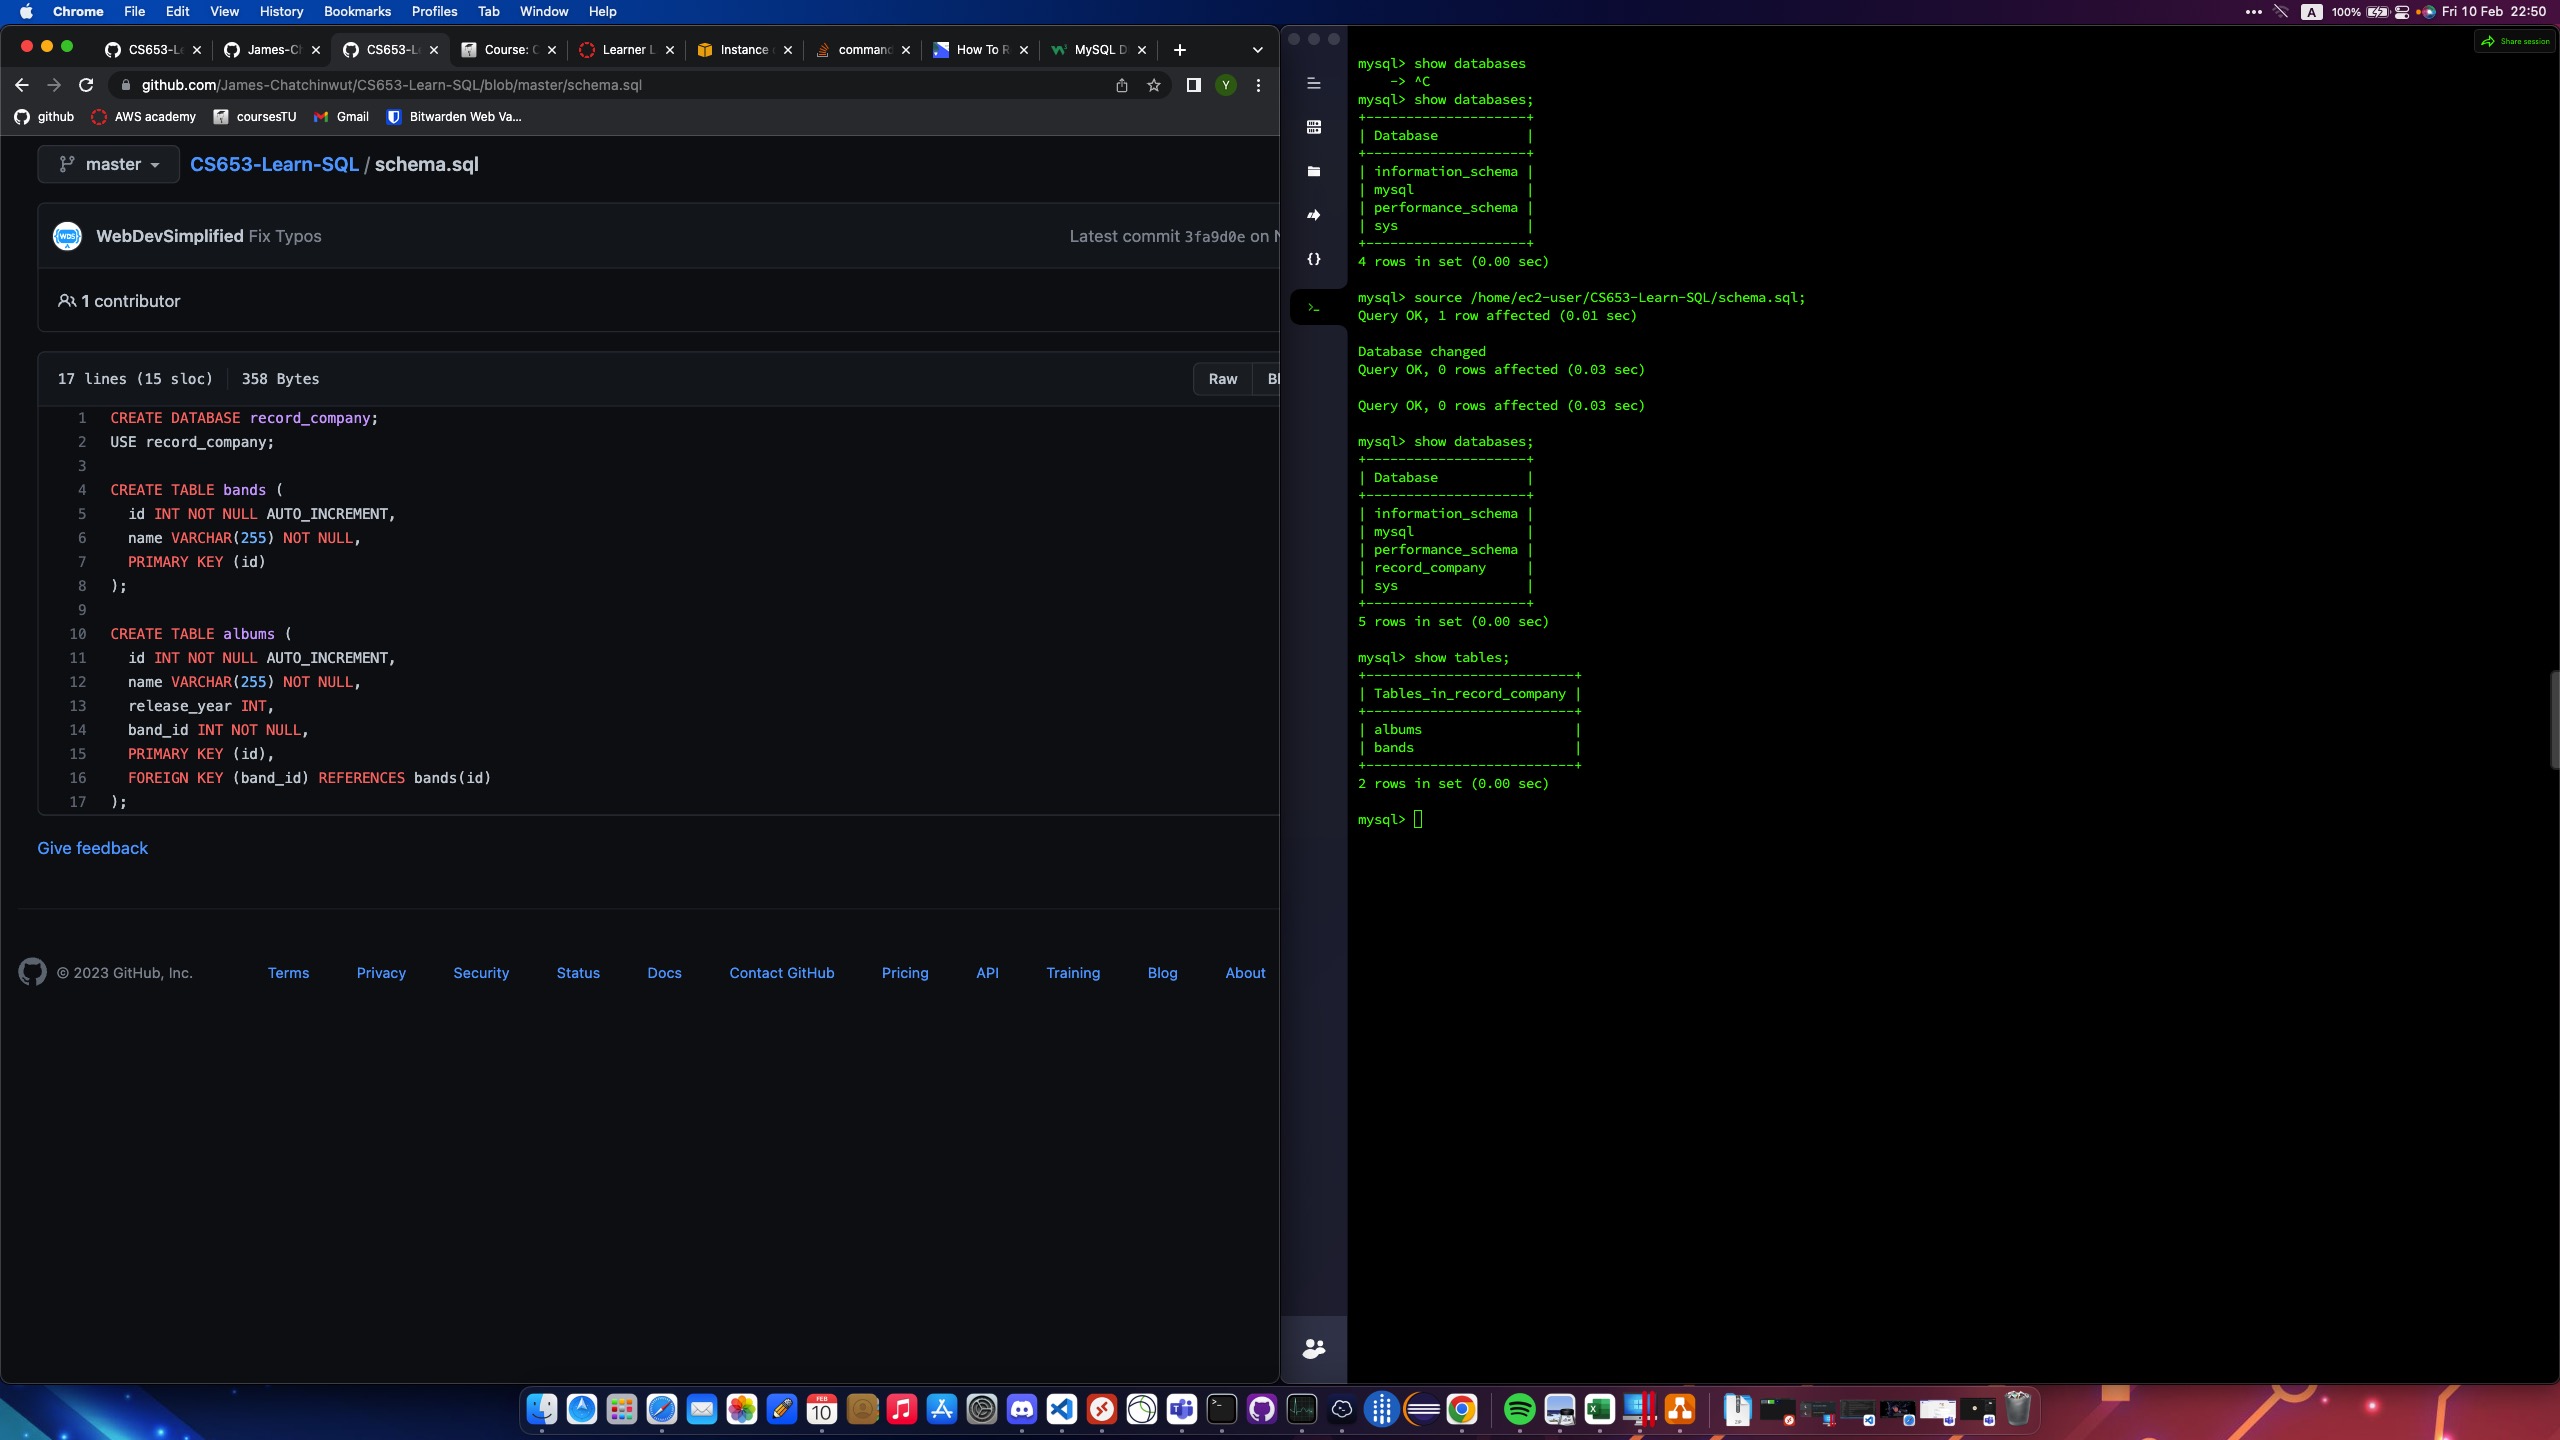 Chrome File Edit View History Bookmarks Profiles Tab Window Help
A 100% Fri 10 Feb 22:50
CS653-L James-Ch CS653-L Course: C Learner L Instance comman How To R MySQL D
github.com/James-Chatchinwut/CS653-Learn-SQL/blob/master/schema.sql
Y
github AWS academy coursesTU Gmail Bitwarden Web Va...
master CS653-Learn-SQL / schema.sql
WebDevSimplified Fix Typos
Latest commit 3fa9d0e on N
1 contributor
17 lines (15 sloc) 358 Bytes
Raw Bl
1 CREATE DATABASE record_company;
2 USE record_company;
3
4 CREATE TABLE bands (
5 id INT NOT NULL AUTO_INCREMENT,
6 name VARCHAR(255) NOT NULL,
7 PRIMARY KEY (id)
8 );
9
10 CREATE TABLE albums (
11 id INT NOT NULL AUTO_INCREMENT,
12 name VARCHAR(255) NOT NULL,
13 release_year INT,
14 band_id INT NOT NULL,
15 PRIMARY KEY (id),
16 FOREIGN KEY (band_id) REFERENCES bands(id)
17 );
Give feedback
© 2023 GitHub, Inc. Terms Privacy Security Status Docs Contact GitHub Pricing API Training Blog About
Share session
mysql> show databases
    -> ^C
mysql> show databases;
+--------------------+
| Database           |
+--------------------+
| information_schema |
| mysql              |
| performance_schema |
| sys                |
+--------------------+
4 rows in set (0.00 sec)
mysql> source /home/ec2-user/CS653-Learn-SQL/schema.sql;
Query OK, 1 row affected (0.01 sec)
Database changed
Query OK, 0 rows affected (0.03 sec)
Query OK, 0 rows affected (0.03 sec)
mysql> show databases;
+--------------------+
| Database           |
+--------------------+
| information_schema |
| mysql              |
| performance_schema |
| record_company     |
| sys                |
+--------------------+
5 rows in set (0.00 sec)
mysql> show tables;
+--------------------------+
| Tables_in_record_company |
+--------------------------+
| albums                   |
| bands                    |
+--------------------------+
2 rows in set (0.00 sec)
mysql>
FEB
10